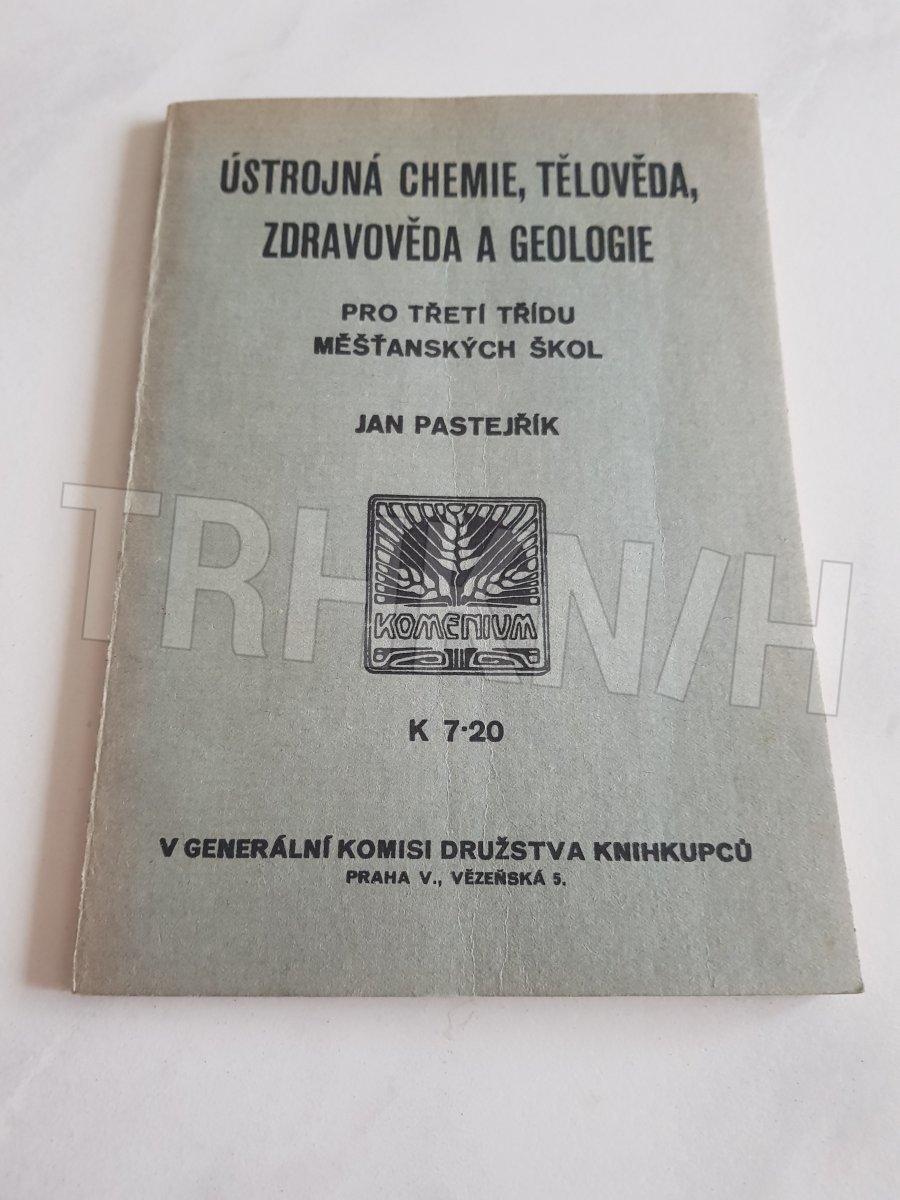 ÚSTROJNÁ CHEMIE, TĚLOVĚDA,
ZDRAVOVĚDA A GEOLOGIE
PRO TŘETÍ TŘÍDU
MĚŠŤANSKÝCH ŠKOL
JAN PASTEJŘÍK
KOMENIUM
K 7·20
V GENERÁLNÍ KOMISI DRUŽSTVA KNIHKUPCŮ
PRAHA V., VĚZEŇSKÁ 5.